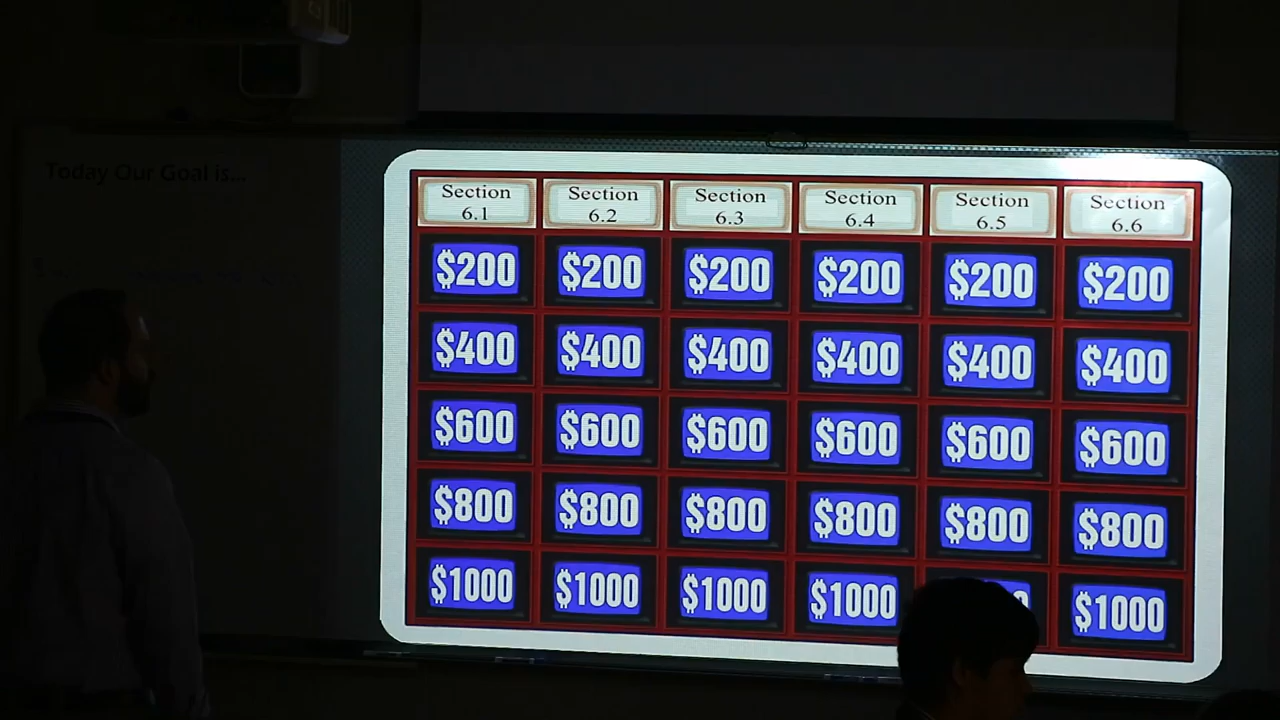 Today Our Goal is...
Section 6.1 Section 6.2 Section 6.3 Section 6.4 Section 6.5 Section 6.6
$200 $200 $200 $200 $200 $200
$400 $400 $400 $400 $400 $400
$600 $600 $600 $600 $600 $600
$800 $800 $800 $800 $800 $800
$1000 $1000 $1000 $1000 $1000